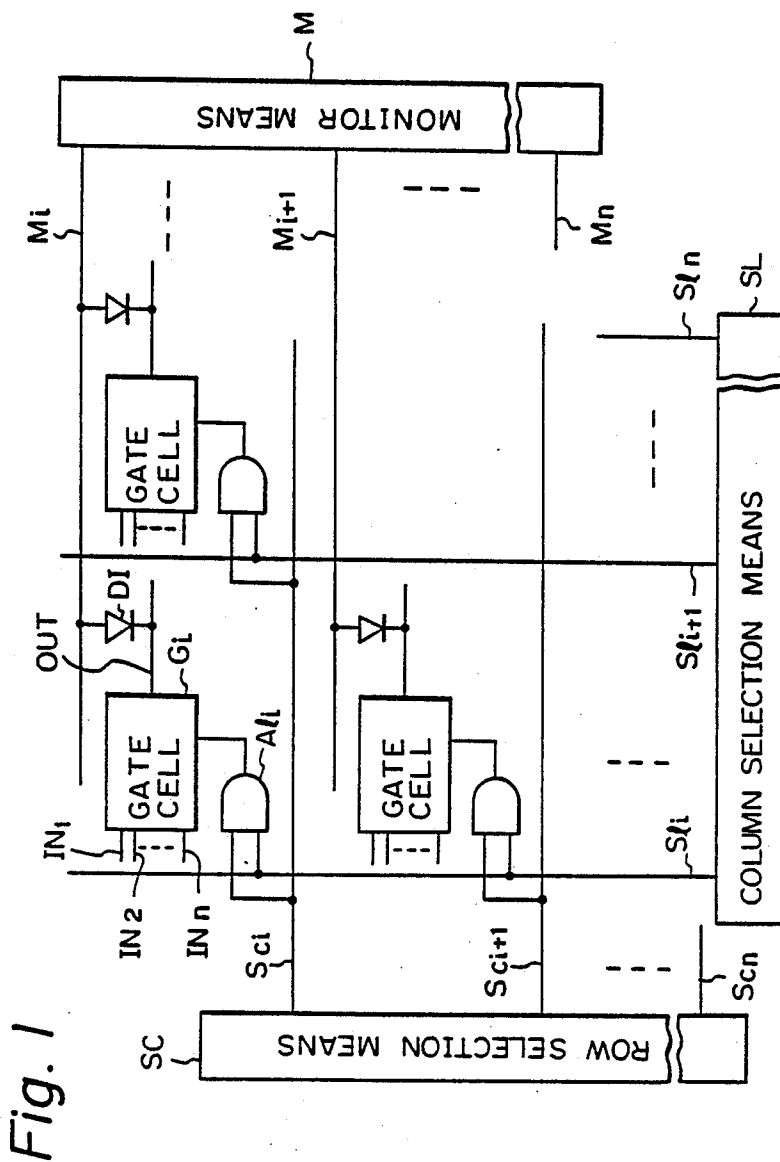 Fig. 1
SC
ROW SELECTION MEANS
Sci
Sci+1
Scn
IN1
IN2
INn
GATE
CELL
Gi
Ali
OUT
DI
GATE
CELL
GATE
CELL
Mi
Mi+1
Mn
M
MONITOR MEANS
Sli
Sli+1
Sln
SL
COLUMN SELECTION MEANS